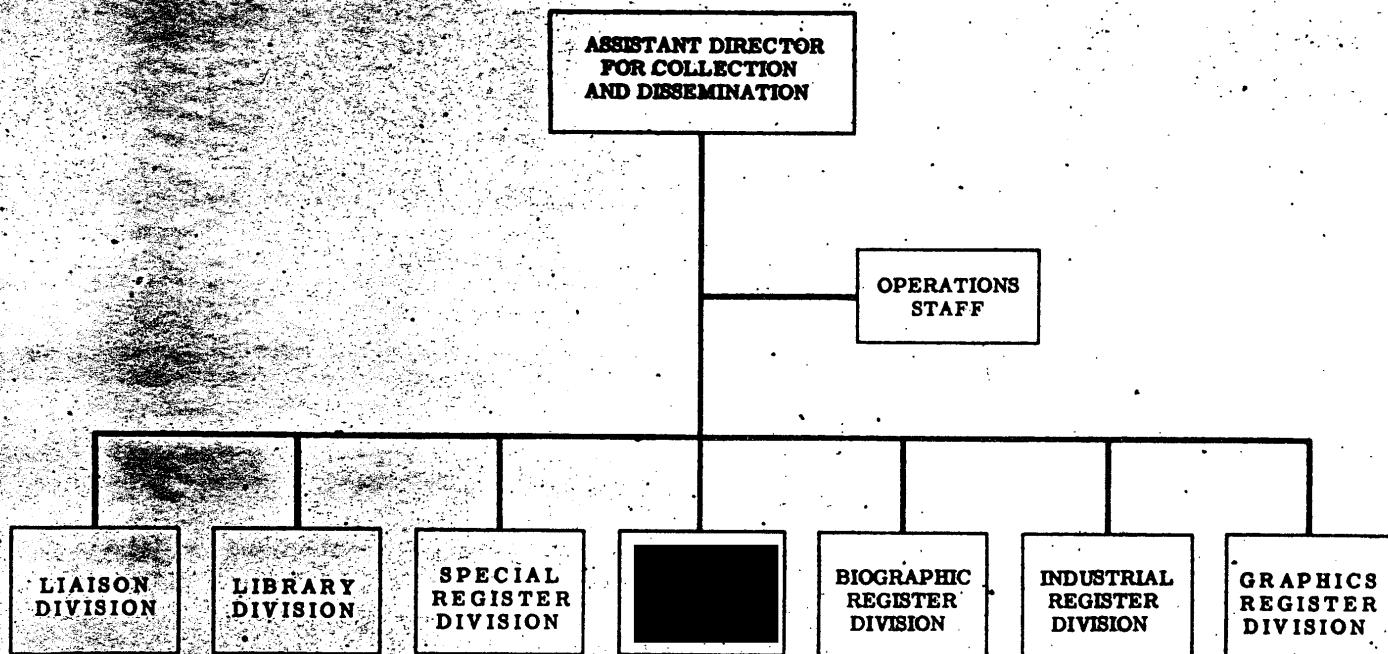 ASSISTANT DIRECTOR
FOR COLLECTION
AND DISSEMINATION
OPERATIONS
STAFF
LIAISON
DIVISION
LIBRARY
DIVISION
SPECIAL
REGISTER
DIVISION
BIOGRAPHIC
REGISTER
DIVISION
INDUSTRIAL
REGISTER
DIVISION
GRAPHICS
REGISTER
DIVISION